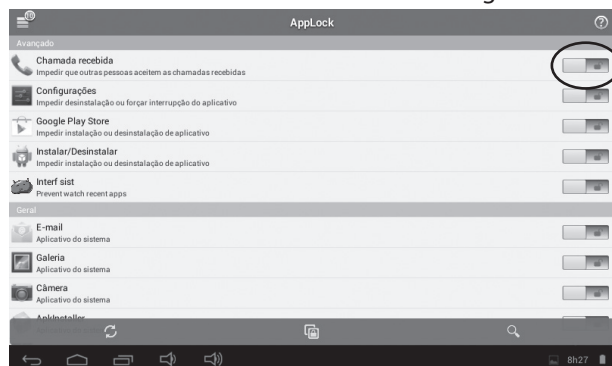 AppLock
Avançado
Chamada recebida
Impedir que outras pessoas aceitem as chamadas recebidas
Configurações
Impedir desinstalação ou forçar interrupção do aplicativo
Google Play Store
Impedir instalação ou desinstalação de aplicativo
Instalar/Desinstalar
Impedir instalação ou desinstalação de aplicativo
Interf sist
Prevent watch recent apps
Geral
E-mail
Aplicativo do sistema
Galeria
Aplicativo do sistema
Câmera
Aplicativo do sistema
8h27